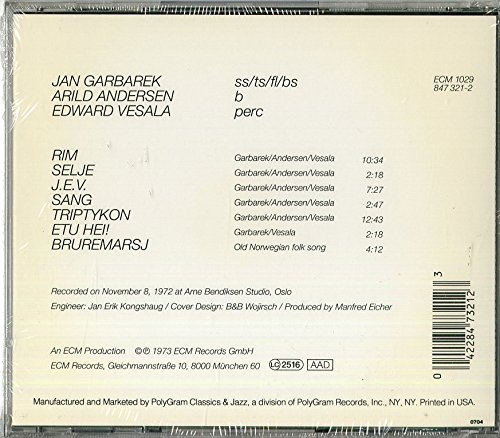 JAN GARBAREK ss/ts/fl/bs ECM 1029
ARILD ANDERSEN b 847 321-2
EDWARD VESALA perc
RIM Garbarek/Andersen/Vesala 10:34
SELJE Garbarek/Andersen/Vesala 2:18
J.E.V. Garbarek/Andersen/Vesala 7:27
SANG Garbarek/Andersen/Vesala 2:47
TRIPTYKON Garbarek/Andersen/Vesala 12:43
ETU HEI! Garbarek/Vesala 2:18
BRUREMARSJ Old Norwegian folk song 4:12
Recorded on November 8, 1972 at Arne Bendiksen Studio, Oslo
Engineer: Jan Erik Kongshaug / Cover Design: B&B Wojirsch / Produced by Manfred Eicher
0 42284 73212 3
An ECM Production ©℗ 1973 ECM Records GmbH
ECM Records, Gleichmannstraße 10, 8000 München 60 LC 2516 AAD
Manufactured and Marketed by PolyGram Classics & Jazz, a division of PolyGram Records, Inc., NY, NY. Printed in USA.
0704